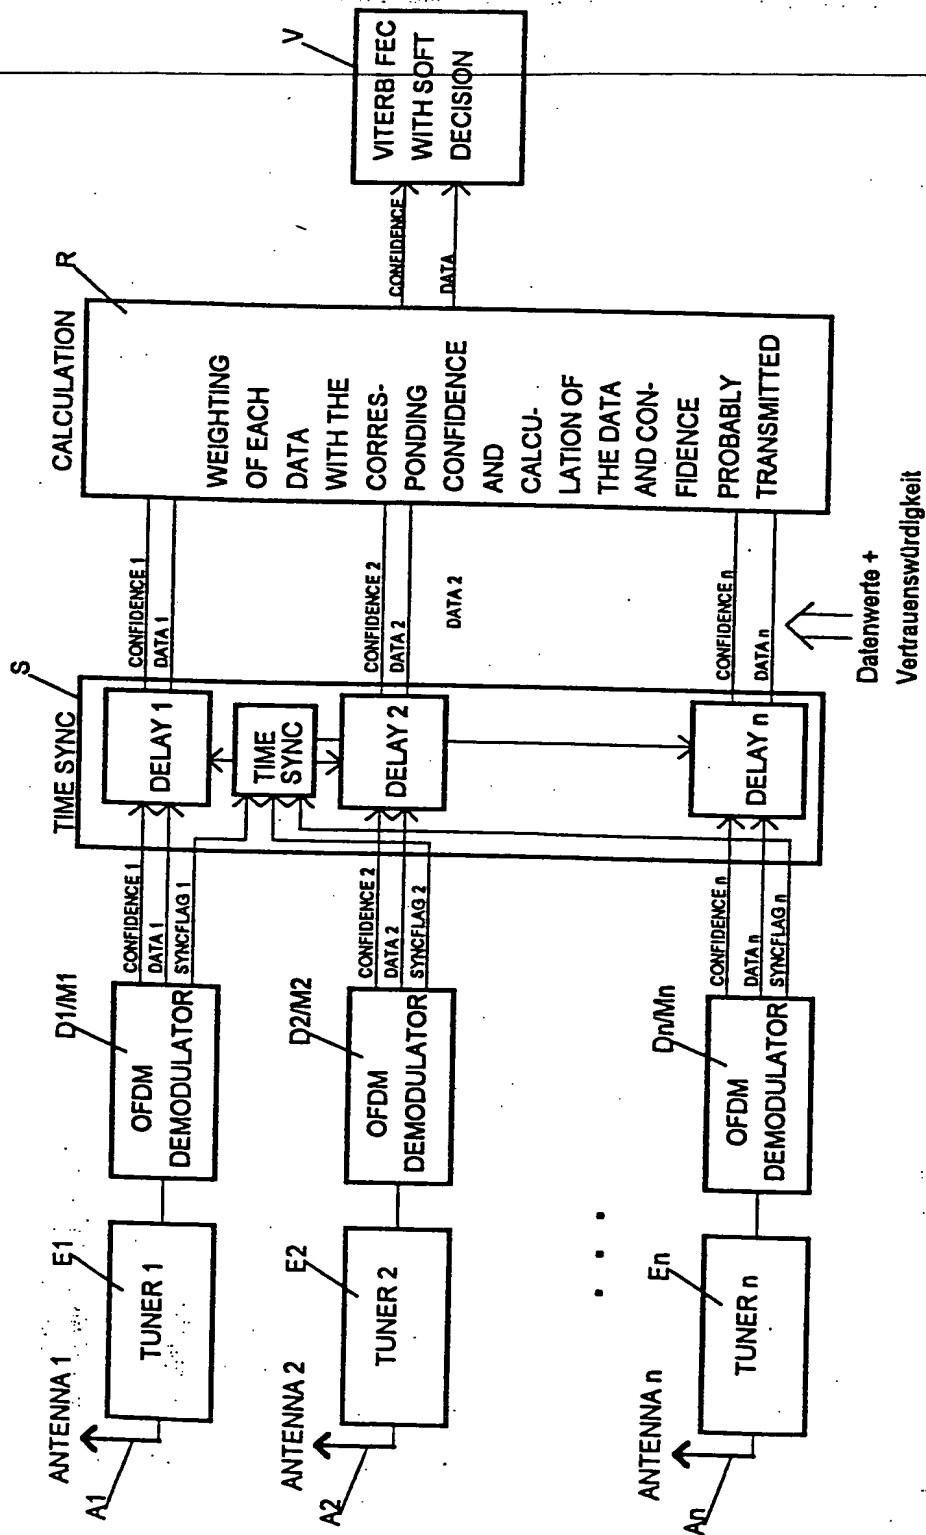 ANTENNA 1
A1
TUNER 1
E1
OFDM
DEMODULATOR
D1/M1
CONFIDENCE 1
DATA 1
SYNCFLAG 1
ANTENNA 2
A2
TUNER 2
E2
OFDM
DEMODULATOR
D2/M2
CONFIDENCE 2
DATA 2
SYNCFLAG 2
ANTENNA n
An
TUNER n
En
OFDM
DEMODULATOR
Dn/Mn
CONFIDENCE n
DATA n
SYNCFLAG n
TIME SYNC
S
DELAY 1
TIME
SYNC
DELAY 2
DELAY n
CONFIDENCE 1
DATA 1
CONFIDENCE 2
DATA 2
DATA 2
CONFIDENCE n
DATA n
Datenwerte +
Vertrauenswürdigkeit
CALCULATION
R
WEIGHTING
OF EACH
DATA
WITH THE
CORRES-
PONDING
CONFIDENCE
AND
CALCU-
LATION OF
THE DATA
AND CON-
FIDENCE
PROBABLY
TRANSMITTED
CONFIDENCE
DATA
V
VITERBI FEC
WITH SOFT
DECISION